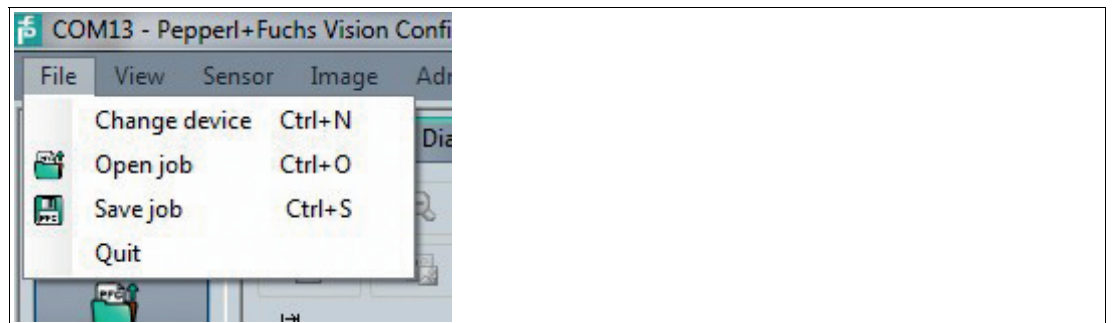 COM13 - Pepperl+Fuchs Vision Confi
File View Sensor Image Adr
Change device Ctrl+N
Dia
Open job Ctrl+O
Save job Ctrl+S
Quit
PFC